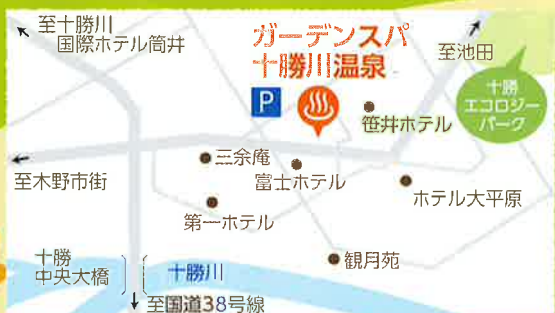 至十勝川
国際ホテル筒井
ガーデンスパ
十勝川温泉
至池田
P
十勝
エコロジー
パーク
笹井ホテル
三余庵
富士ホテル
至木野市街
ホテル大平原
第一ホテル
十勝
中央大橋
十勝川
観月苑
至国道38号線